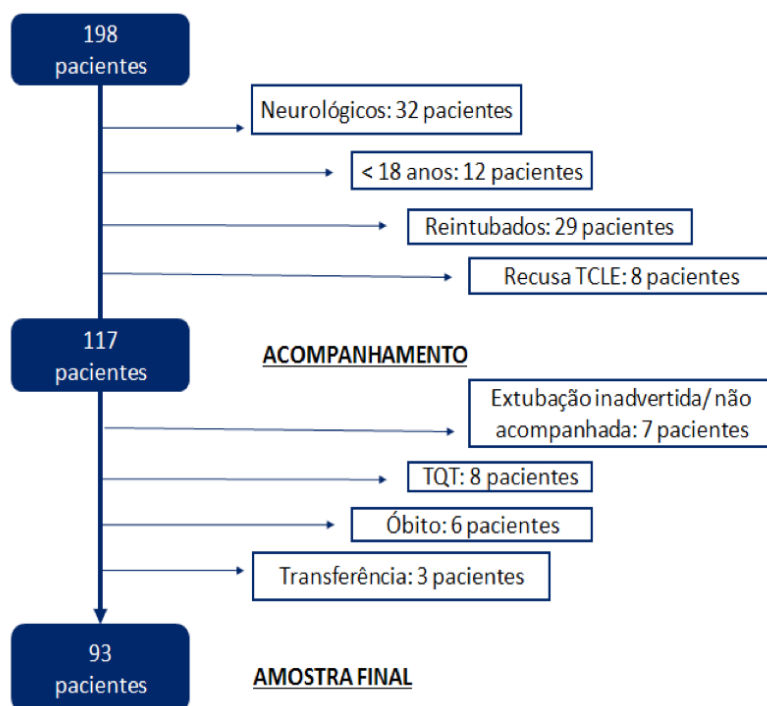 198
pacientes
Neurológicos: 32 pacientes
< 18 anos: 12 pacientes
Reintubados: 29 pacientes
Recusa TCLE: 8 pacientes
117
pacientes
ACOMPANHAMENTO
Extubação inadvertida/ não
acompanhada: 7 pacientes
TQT: 8 pacientes
Óbito: 6 pacientes
Transferência: 3 pacientes
93
pacientes
AMOSTRA FINAL